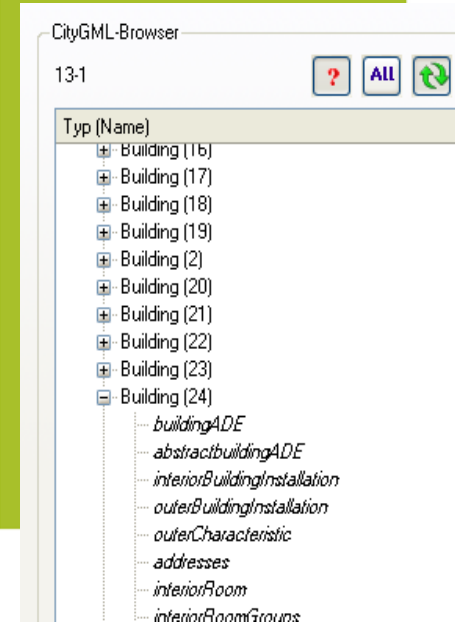 CityGML-Browser
13-1
? All
Typ (Name)
Building (16)
Building (17)
Building (18)
Building (19)
Building (2)
Building (20)
Building (21)
Building (22)
Building (23)
Building (24)
buildingADE
abstractbuildingADE
interiorBuildingInstallation
outerBuildingInstallation
outerCharacteristic
addresses
interiorRoom
interiorRoomGroups